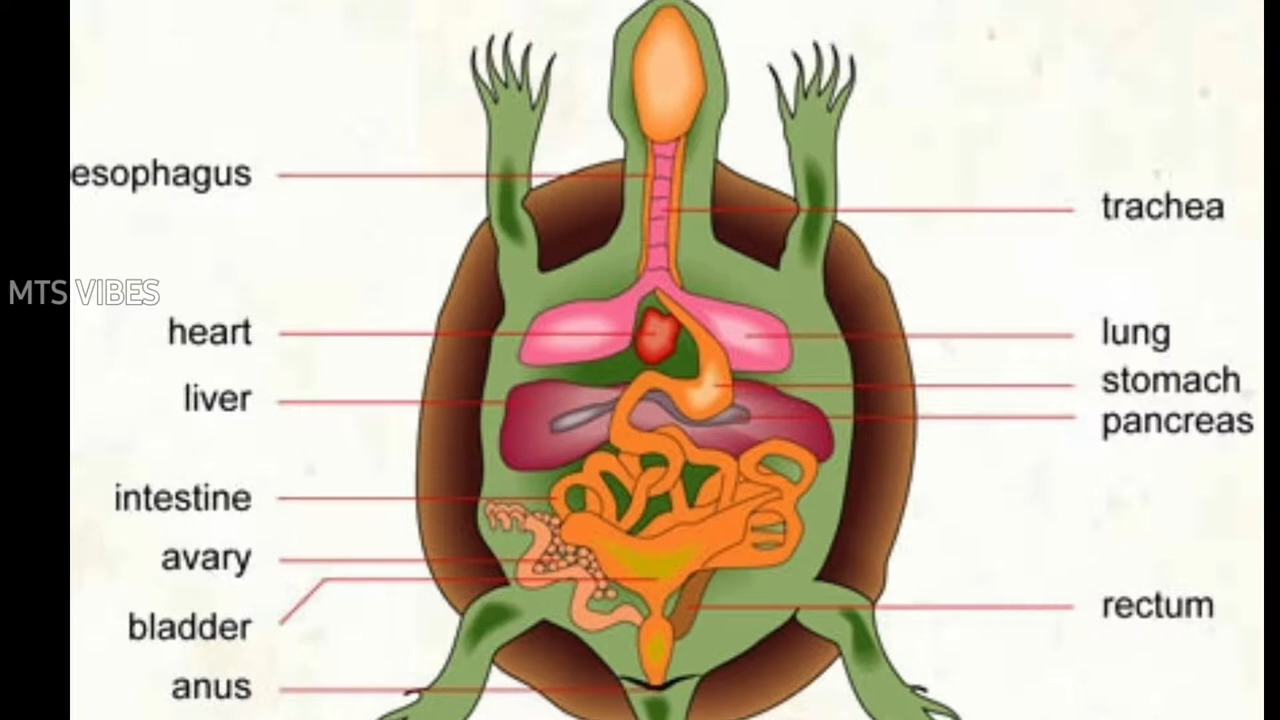 esophagus
trachea
MTS VIBES
heart
lung
liver
stomach
pancreas
intestine
avary
bladder
rectum
anus